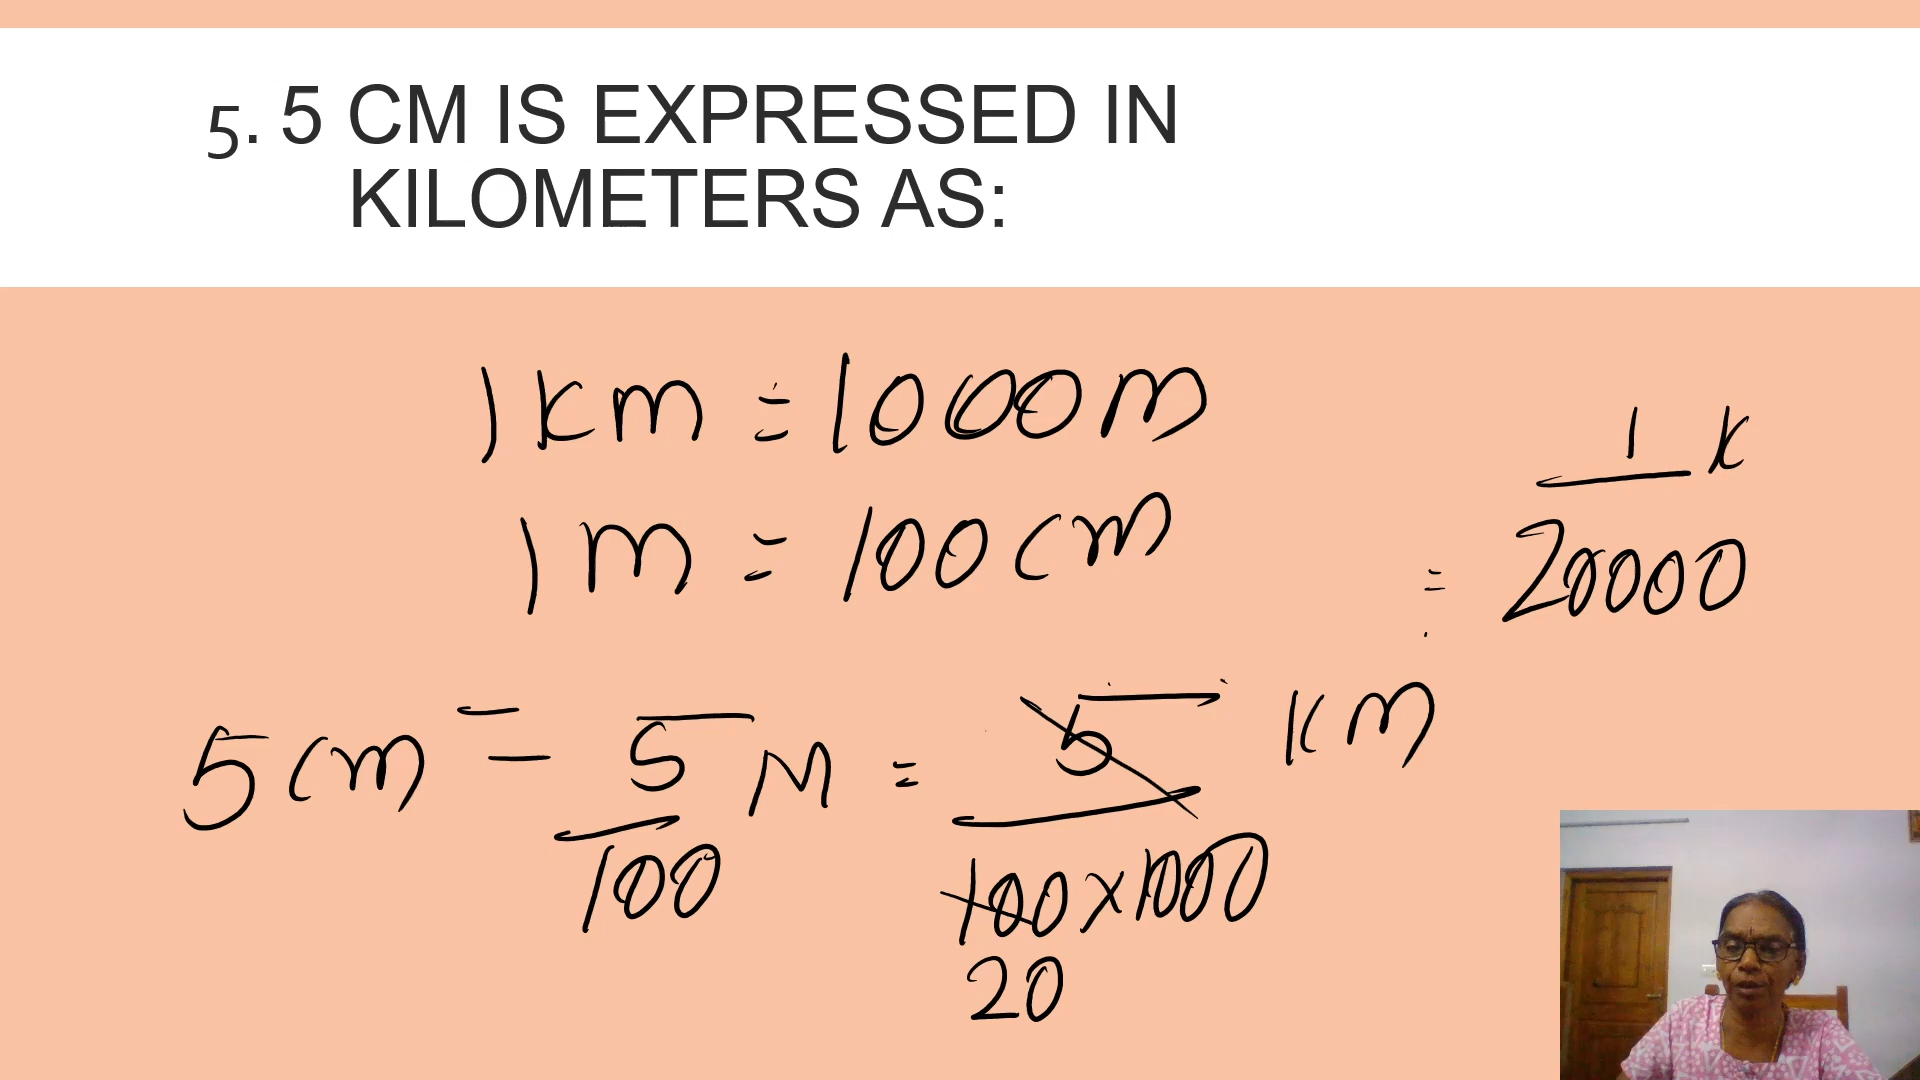 5. 5 CM IS EXPRESSED IN
KILOMETERS AS:
1 km = 1000 m
1 m = 100 cm
5 cm = 5/100 M = 5/100×1000 km
20
= 1/20000 k